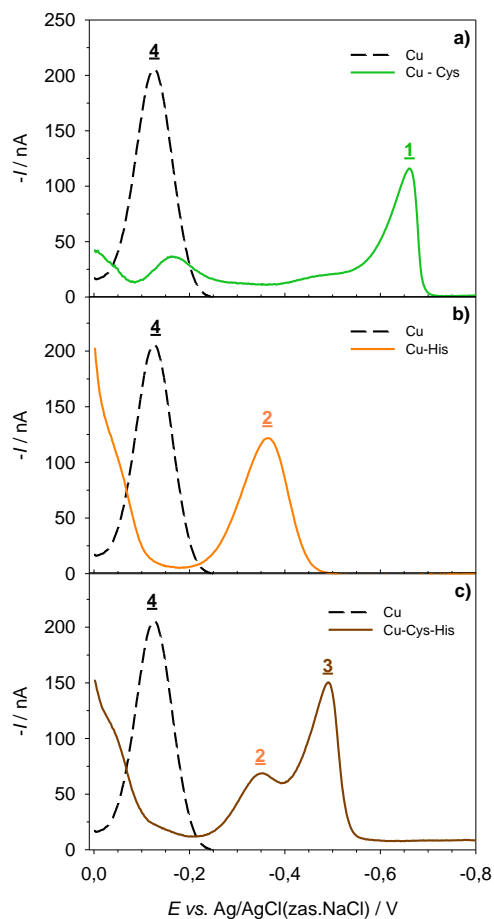 300
250
200
150
100
50
0
-I / nA
a)
4
Cu
Cu - Cys
1
200
150
100
50
0
-I / nA
b)
4
Cu
Cu-His
2
200
150
100
50
0
-I / nA
c)
4
Cu
Cu-Cys-His
2
3
0,0 -0,2 -0,4 -0,6 -0,8
E vs. Ag/AgCl(zas.NaCl) / V